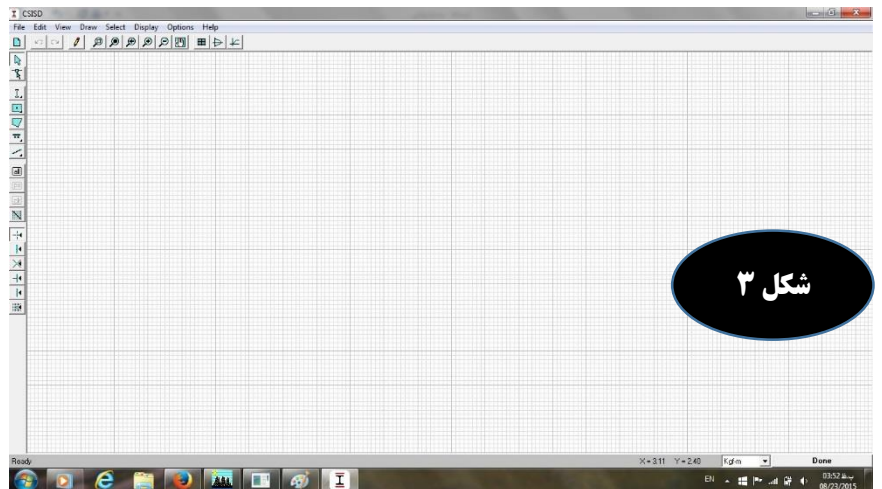 CSISD
File Edit View Draw Select Display Options Help
شکل ۳
Ready
X = 3.11 Y = 2.40
Kgf-m
Done
EN
03:52 ب.ظ
08/23/2015